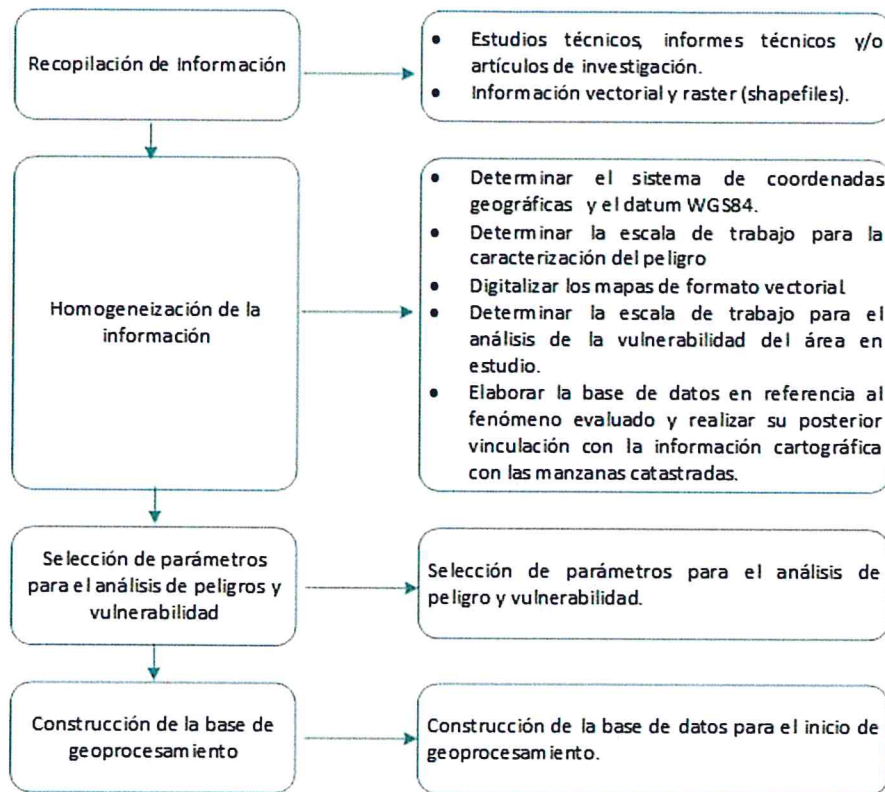 Recopilación de Información
• Estudios técnicos, informes técnicos y/o
artículos de investigación.
• Información vectorial y raster (shapefiles).
Homogeneización de la
información
• Determinar el sistema de coordenadas
geográficas y el datum WGS84.
• Determinar la escala de trabajo para la
caracterización del peligro
• Digitalizar los mapas de formato vectorial.
• Determinar la escala de trabajo para el
análisis de la vulnerabilidad del área en
estudio.
• Elaborar la base de datos en referencia al
fenómeno evaluado y realizar su posterior
vinculación con la información cartográfica
con las manzanas catastradas.
Selección de parámetros
para el análisis de peligros y
vulnerabilidad
Selección de parámetros para el análisis de
peligro y vulnerabilidad.
Construcción de la base de
geoprocesamiento
Construcción de la base de datos para el inicio de
geoprocesamiento.